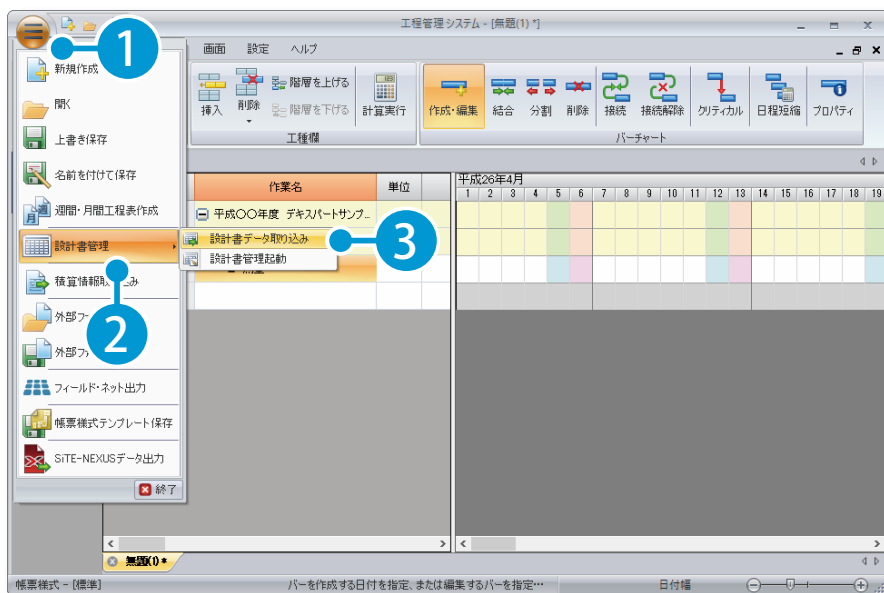 工程管理システム - [無題(1) *]
1
画面 設定 ヘルプ
新規作成
開く
上書き保存
名前を付けて保存
週間・月間工程表作成
設計書管理
積算情報取 込み
外部フ
外部フ
フィールド・ネット出力
帳票様式テンプレート保存
SiTE-NEXUSデータ出力
終了
2
設計書データ取り込み
設計書管理起動
3
挿入 削除 階層を上げる 階層を下げる 計算実行
工種欄
作成・編集 結合 分割 削除 接続 接続解除 クリティカル 日程短縮 プロパティ
バーチャート
作業名 単位
平成26年4月
1 2 3 4 5 6 7 8 9 10 11 12 13 14 15 16 17 18 19
平成〇〇年度 デキスパートサンプ...
無題(1) *
帳票様式 - [標準] バーを作成する日付を指定、または編集するバーを指定… 日付幅